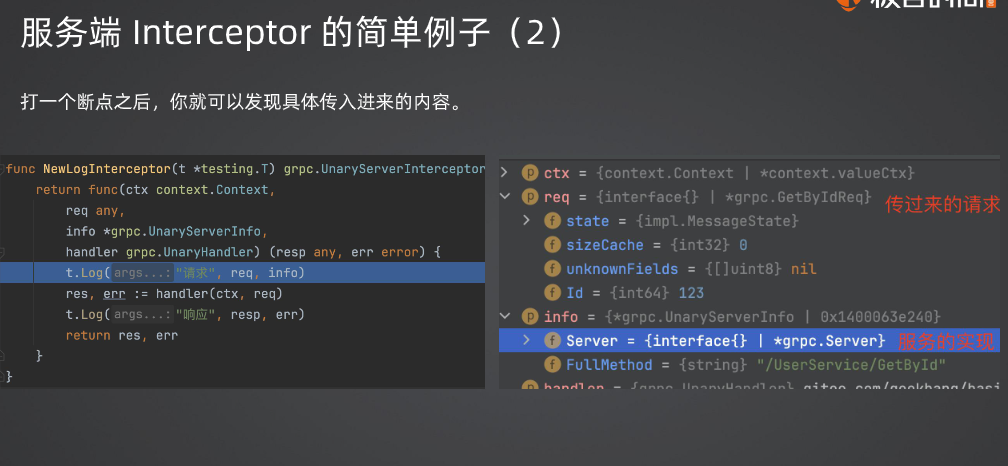 服务端 Interceptor 的简单例子（2）
打一个断点之后，你就可以发现具体传入进来的内容。
func NewLogInterceptor(t *testing.T) grpc.UnaryServerInterceptor
return func(ctx context.Context,
req any,
info *grpc.UnaryServerInfo,
handler grpc.UnaryHandler) (resp any, err error) {
t.Log( args...: "请求", req, info)
res, err := handler(ctx, req)
t.Log( args...: "响应", resp, err)
return res, err
}
}
ctx = {context.Context | *context.valueCtx}
req = {interface{} | *grpc.GetByIdReq} 传过来的请求
state = {impl.MessageState}
sizeCache = {int32} 0
unknownFields = {[]uint8} nil
Id = {int64} 123
info = {*grpc.UnaryServerInfo | 0x1400063e240}
Server = {interface{} | *grpc.Server} 服务的实现
FullMethod = {string} "/UserService/GetById"
handler = {grpc.UnaryHandler}